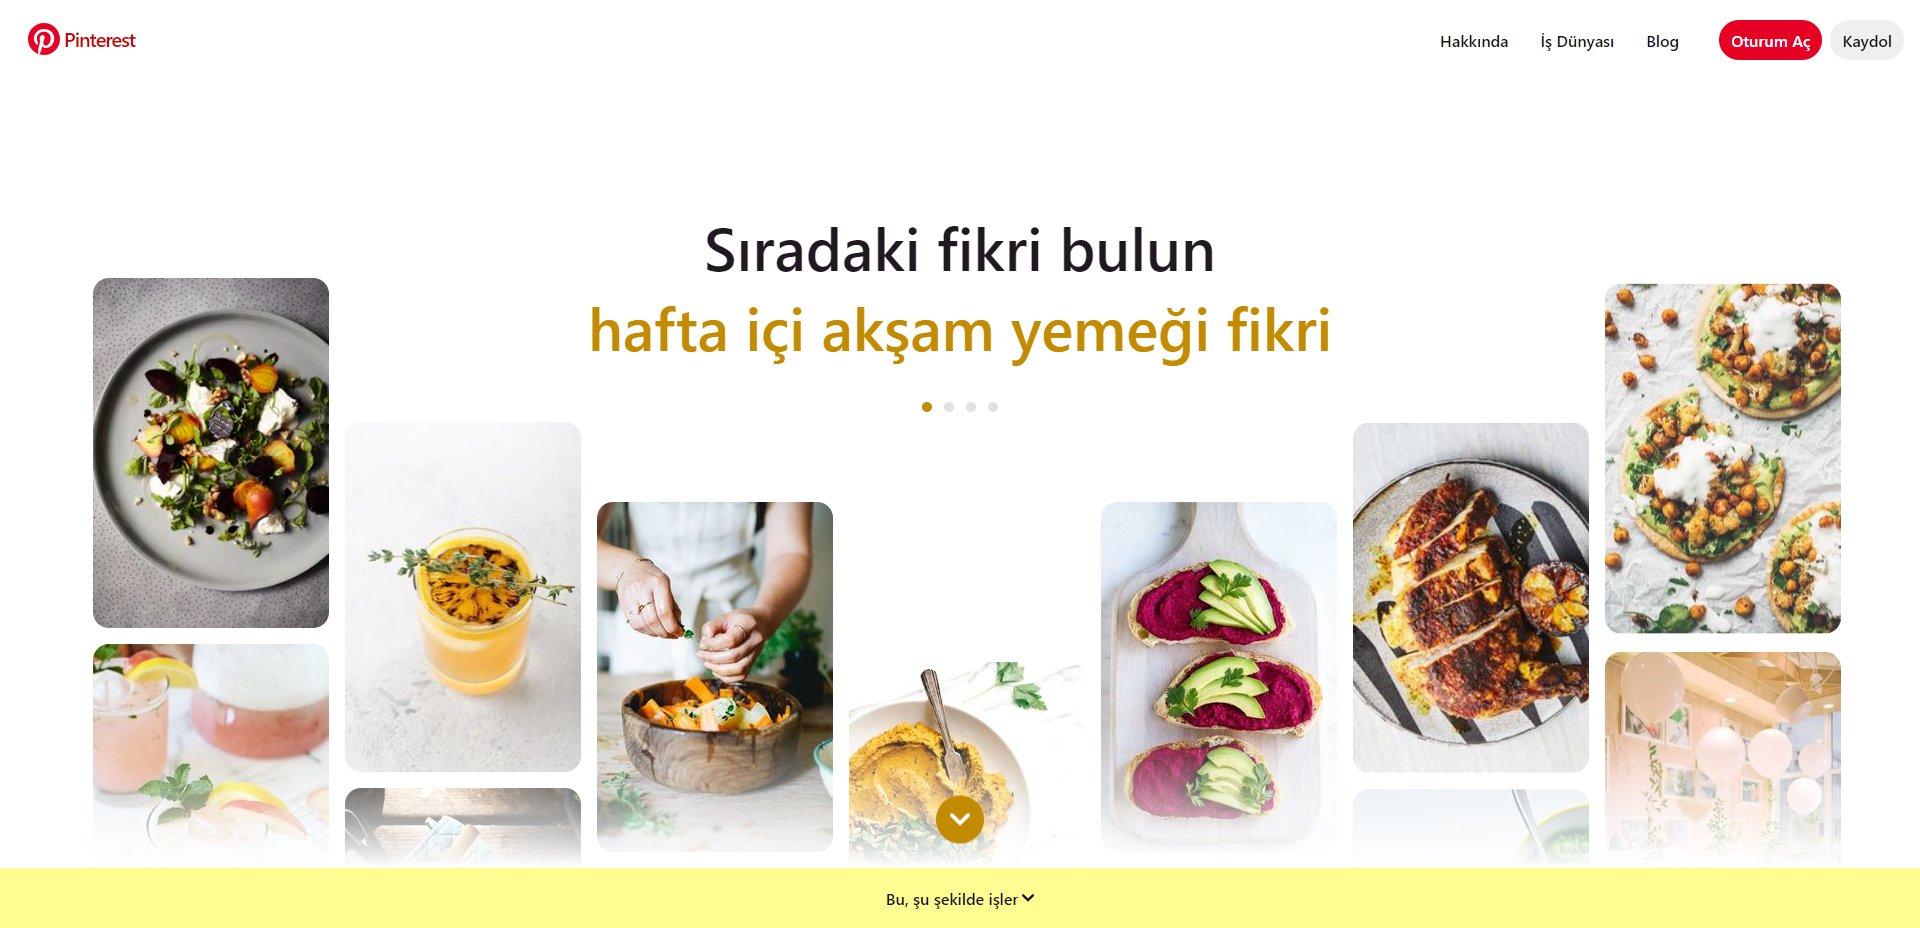 Pinterest
Hakkında
İş Dünyası
Blog
Oturum Aç
Kaydol
Sıradaki fikri bulun
hafta içi akşam yemeği fikri
Bu, şu şekilde işler